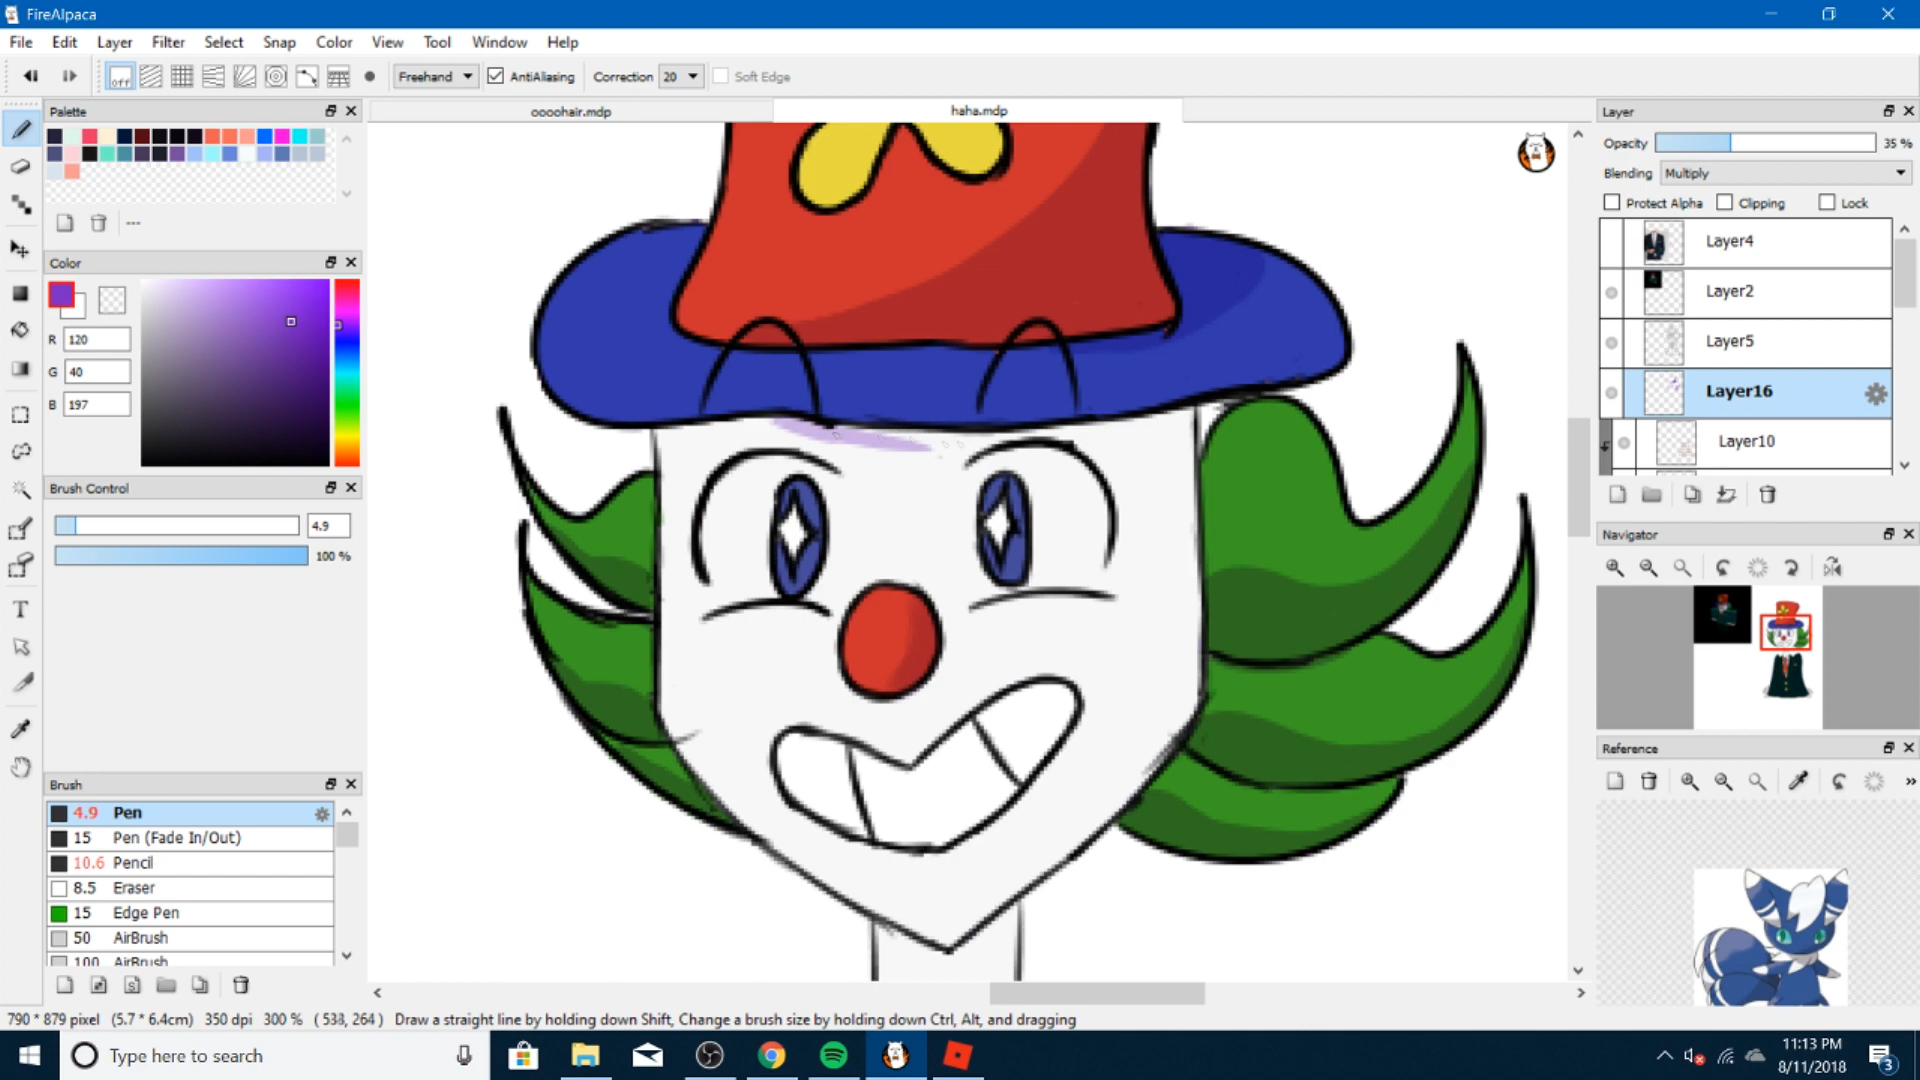 FireAlpaca
File Edit Layer Filter Select Snap Color View Tool Window Help
off Freehand AntiAliasing Correction 20 Soft Edge
Palette
oooohair.mdp haha.mdp
Layer
Opacity 35 %
Blending Multiply
Protect Alpha Clipping Lock
---
Layer4
Color
Layer2
R 120
Layer5
G 40
Layer16
B 197
Layer10
Brush Control
4.9
Navigator
100 %
Reference
»
Brush
4.9 Pen
15 Pen (Fade In/Out)
10.6 Pencil
8.5 Eraser
15 Edge Pen
50 AirBrush
100 AirBrush
790 * 879 pixel (5.7 * 6.4cm) 350 dpi 300 % ( 538, 264 ) Draw a straight line by holding down Shift, Change a brush size by holding down Ctrl, Alt, and dragging
Type here to search
11:13 PM
8/11/2018
3